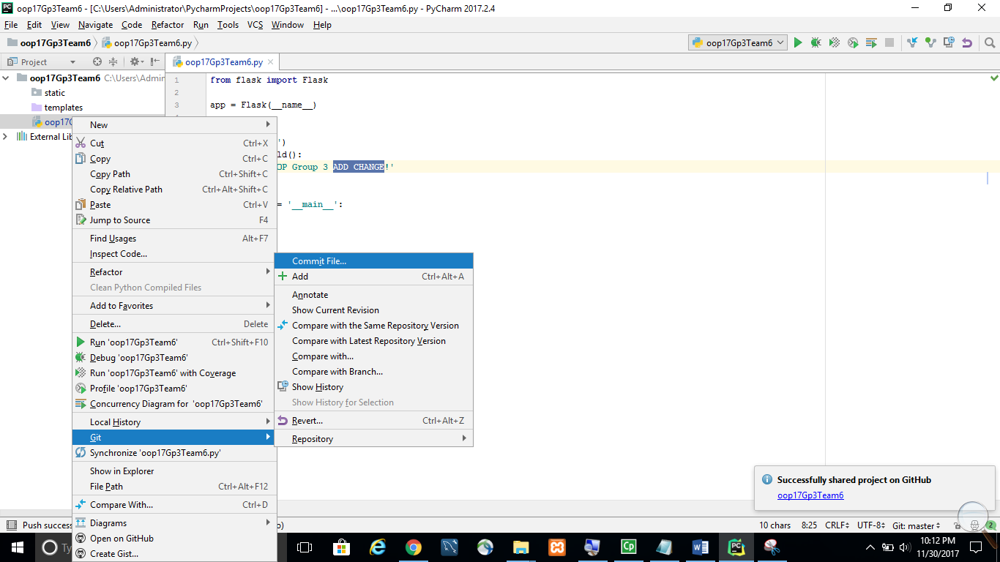 oop17Gp3Team6 - [C:\Users\Administrator\PycharmProjects\oop17Gp3Team6] - ...\oop17Gp3Team6.py - PyCharm 2017.2.4
File Edit View Navigate Code Refactor Run Tools VCS Window Help
oop17Gp3Team6 oop17Gp3Team6.py oop17Gp3Team6
Project oop17Gp3Team6.py
oop17Gp3Team6 C:\Users\Admin
static
templates
oop17
External Lib
1 from flask import Flask
2
3 app = Flask(__name__)
')
ld():
OP Group 3 ADD CHANGE!'
= '__main__':
New
Cut Ctrl+X
Copy Ctrl+C
Copy Path Ctrl+Shift+C
Copy Relative Path Ctrl+Alt+Shift+C
Paste Ctrl+V
Jump to Source F4
Find Usages Alt+F7
Inspect Code...
Refactor
Clean Python Compiled Files
Add to Favorites
Delete... Delete
Run 'oop17Gp3Team6' Ctrl+Shift+F10
Debug 'oop17Gp3Team6'
Run 'oop17Gp3Team6' with Coverage
Profile 'oop17Gp3Team6'
Concurrency Diagram for 'oop17Gp3Team6'
Local History
Git
Synchronize 'oop17Gp3Team6.py'
Show in Explorer
File Path Ctrl+Alt+F12
Compare With... Ctrl+D
Diagrams
Open on GitHub
Create Gist...
Commit File...
Add Ctrl+Alt+A
Annotate
Show Current Revision
Compare with the Same Repository Version
Compare with Latest Repository Version
Compare with...
Compare with Branch...
Show History
Show History for Selection
Revert... Ctrl+Alt+Z
Repository
Successfully shared project on GitHub
oop17Gp3Team6
Push success 10 chars 8:25 CRLF UTF-8 Git: master 2
Ty
10:12 PM
11/30/2017